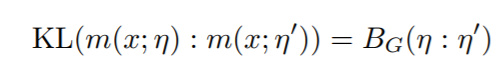 KL(m(x; η) : m(x; η′)) = B_G(η : η′)